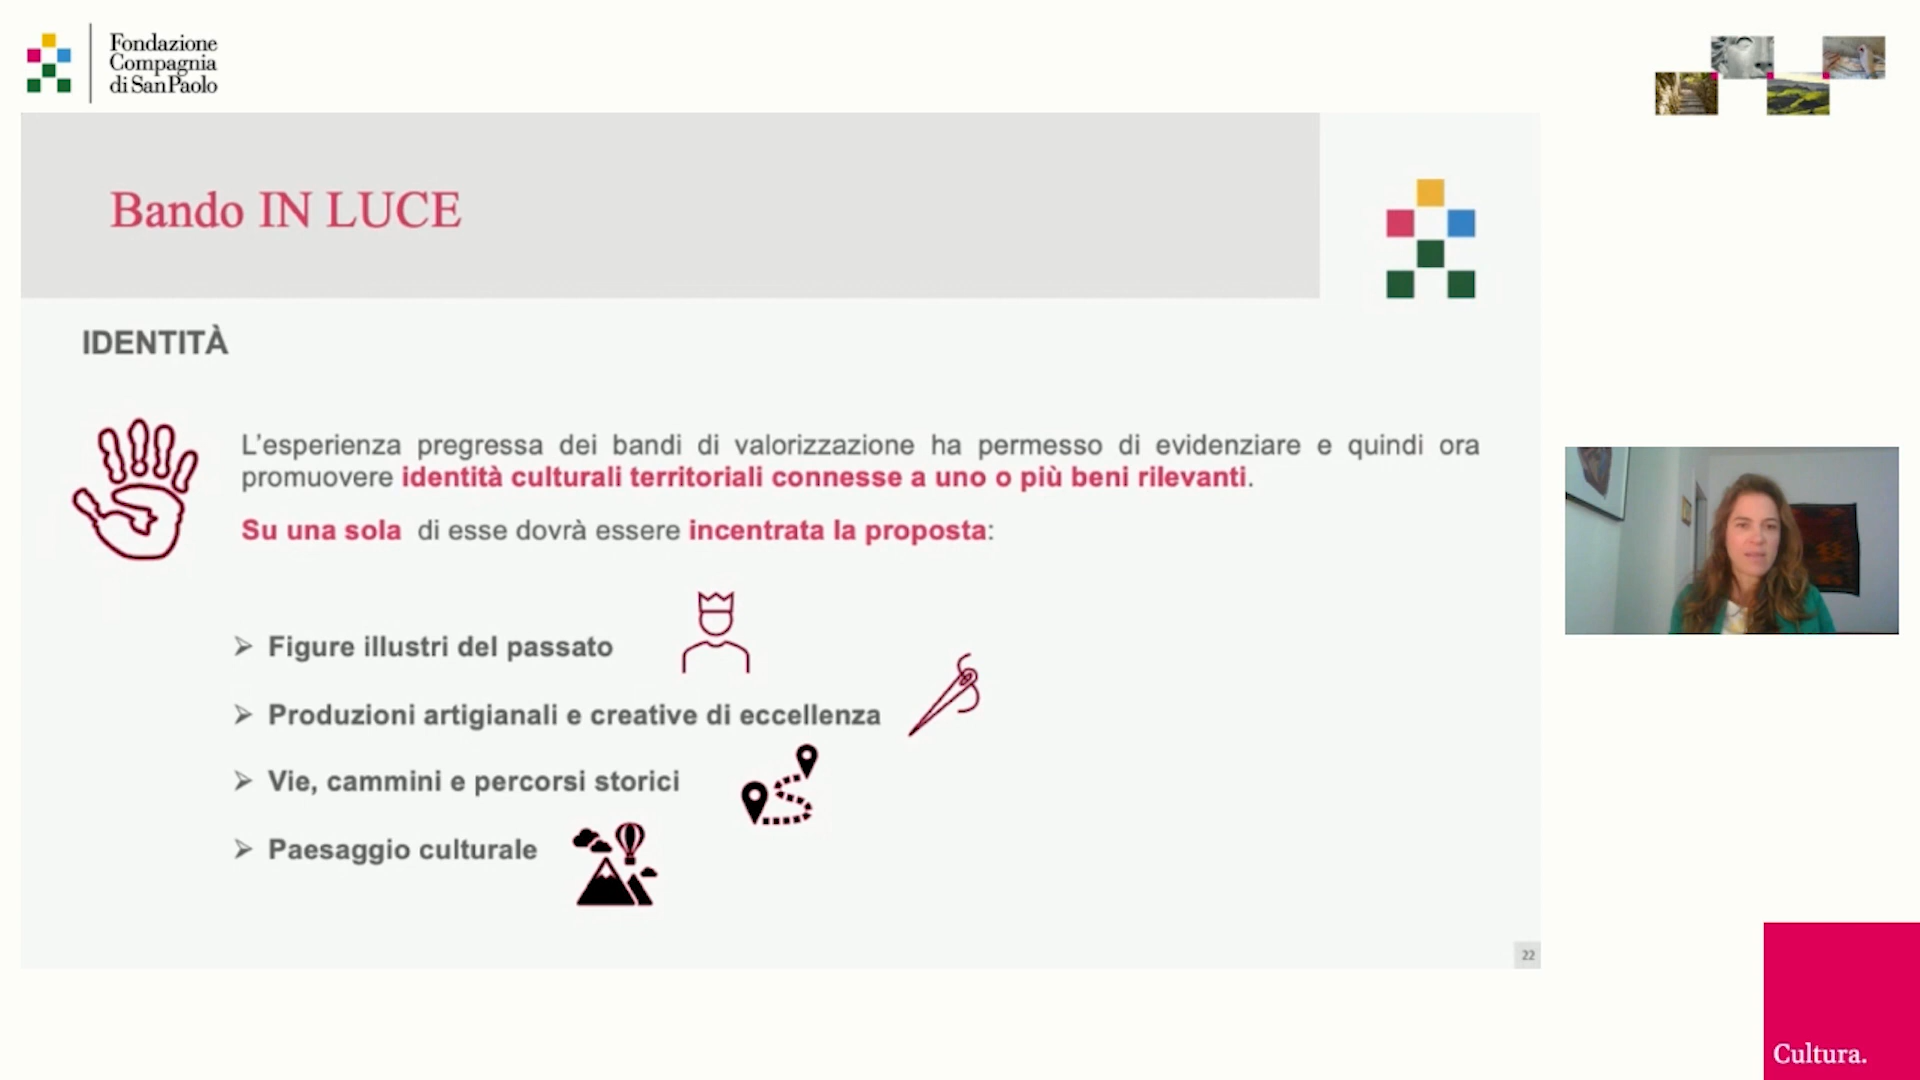 Fondazione
Compagnia
di San Paolo
Bando IN LUCE
IDENTITÀ
L'esperienza pregressa dei bandi di valorizzazione ha permesso di evidenziare e quindi ora
promuovere identità culturali territoriali connesse a uno o più beni rilevanti.
Su una sola di esse dovrà essere incentrata la proposta:
Figure illustri del passato
Produzioni artigianali e creative di eccellenza
Vie, cammini e percorsi storici
Paesaggio culturale
22
Cultura.